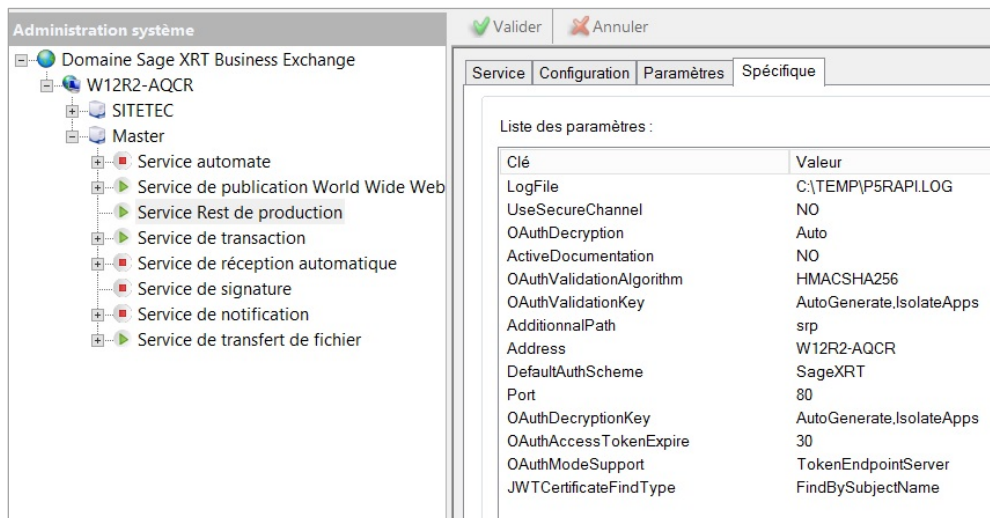 Administration système
Domaine Sage XRT Business Exchange
W12R2-AQCR
SITETEC
Master
Service automate
Service de publication World Wide Web
Service Rest de production
Service de transaction
Service de réception automatique
Service de signature
Service de notification
Service de transfert de fichier
Valider Annuler
Service Configuration Paramètres Spécifique
Liste des paramètres :
Clé Valeur
LogFile C:\TEMP\P5RAPI.LOG
UseSecureChannel NO
OAuthDecryption Auto
ActiveDocumentation NO
OAuthValidationAlgorithm HMACSHA256
OAuthValidationKey AutoGenerate,IsolateApps
AdditionnalPath srp
Address W12R2-AQCR
DefaultAuthScheme SageXRT
Port 80
OAuthDecryptionKey AutoGenerate,IsolateApps
OAuthAccessTokenExpire 30
OAuthModeSupport TokenEndpointServer
JWTCertificateFindType FindBySubjectName